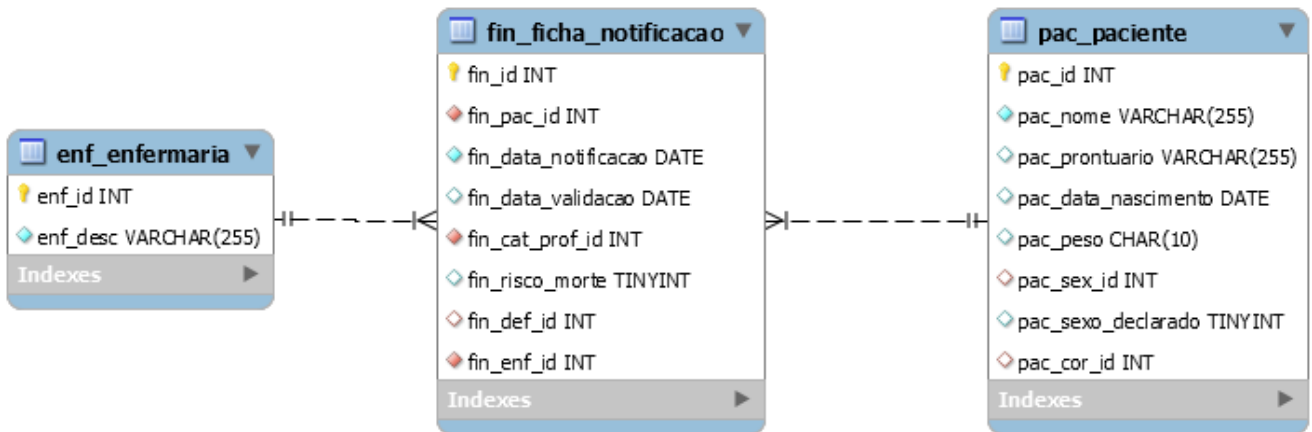 enf_enfermaria
enf_id INT
enf_desc VARCHAR(255)
Indexes
fin_ficha_notificacao
fin_id INT
fin_pac_id INT
fin_data_notificacao DATE
fin_data_validacao DATE
fin_cat_prof_id INT
fin_risco_morte TINYINT
fin_def_id INT
fin_enf_id INT
Indexes
pac_paciente
pac_id INT
pac_nome VARCHAR(255)
pac_prontuario VARCHAR(255)
pac_data_nascimento DATE
pac_peso CHAR(10)
pac_sex_id INT
pac_sexo_declarado TINYINT
pac_cor_id INT
Indexes